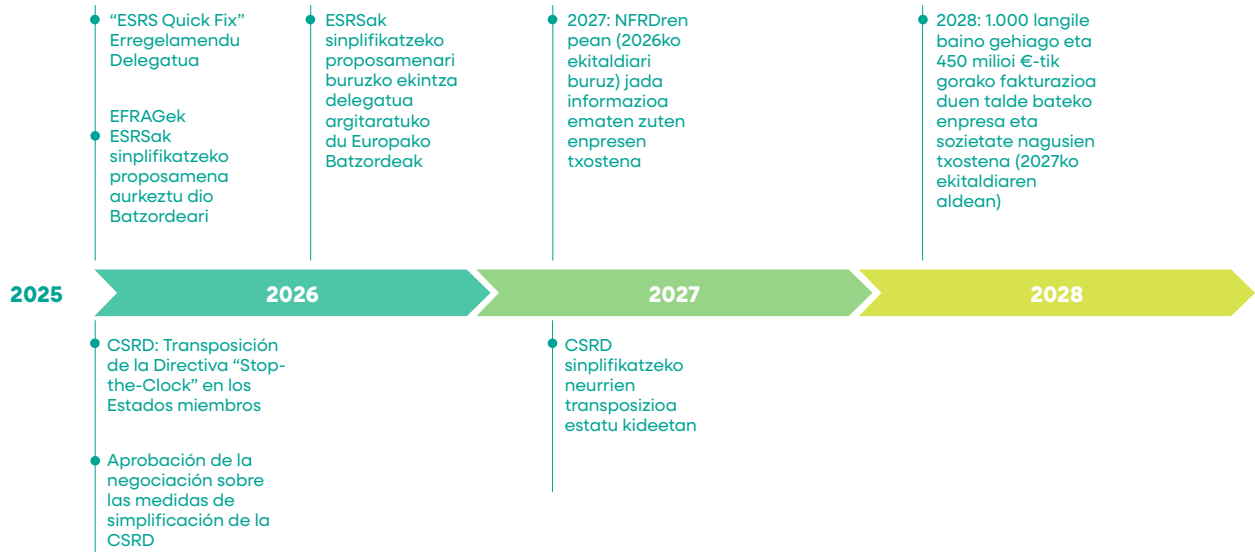 “ESRS Quick Fix”
Erregelamendu
Delegatua
EFRAGek
ESRSak
sinplifikatzeko
proposamena
aurkeztu dio
Batzordeari
ESRSak
sinplifikatzeko
proposamenari
buruzko ekintza
delegatua
argitaratuko
du Europako
Batzordeak
2027: NFRDren
pean (2026ko
ekitaldiari
buruz) jada
informazioa
ematen zuten
enpresen
txostena
2028: 1.000 langile
baino gehiago eta
450 milioi €-tik
gorako fakturazioa
duen talde bateko
enpresa eta
sozietate nagusien
txostena (2027ko
ekitaldiaren
aldean)
2025
2026
2027
2028
CSRD: Transposición
de la Directiva “Stop-
the-Clock” en los
Estados miembros
Aprobación de la
negociación sobre
las medidas de
simplificación de la
CSRD
CSRD
sinplifikatzeko
neurrien
transposizioa
estatu kideetan